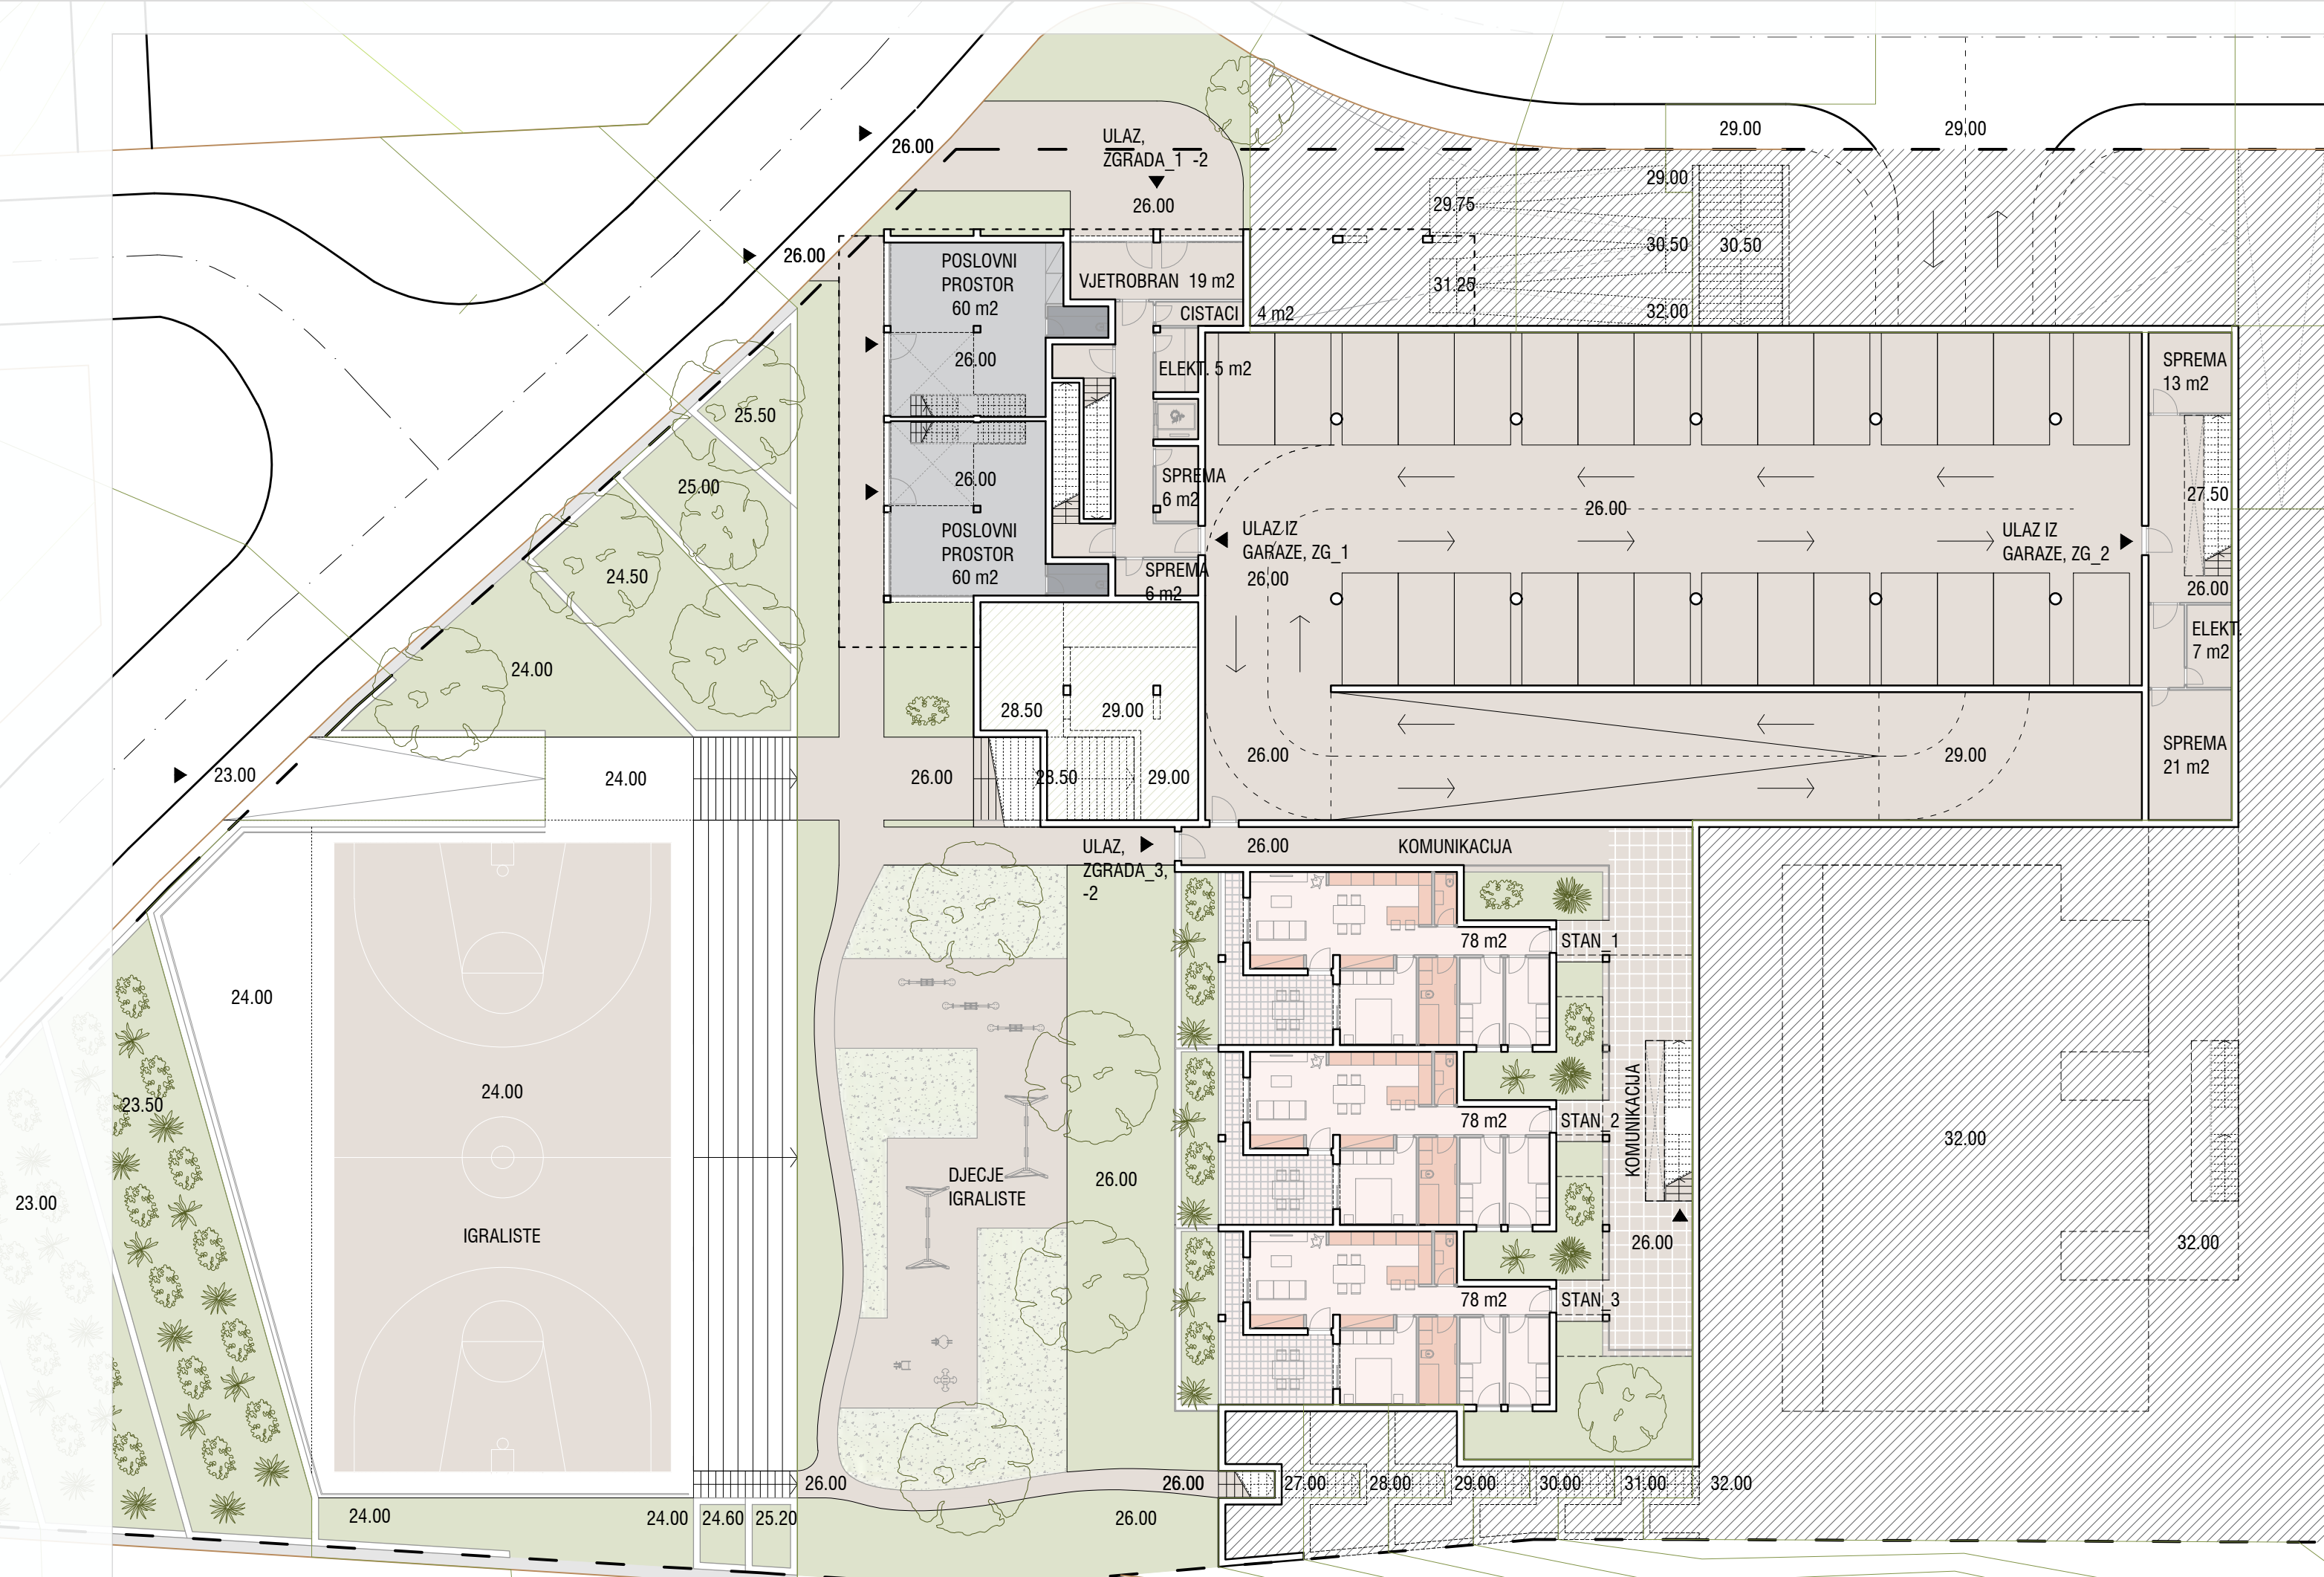 29.00
29,00
ULAZ,
ZGRADA_1 -2
26.00
26.00
29.00
29.75
26.00
30.50
30.50
31.25
32.00
26.00
POSLOVNI
PROSTOR
60 m2
VJETROBRAN 19 m2
CISTACI
4 m2
26.00
ELEKT. 5 m2
SPREMA
13 m2
25.50
25.00
26.00
SPREMA
6 m2
27.50
26.00
ULAZ IZ
GARAZE, ZG_1
26.00
ULAZ IZ
GARAZE, ZG_2
POSLOVNI
PROSTOR
60 m2
SPREMA
6 m2
24.50
26.00
ELEKT.
7 m2
24.00
28.50
29.00
SPREMA
21 m2
23.00
24.00
26.00
28.50
29.00
26.00
29.00
ULAZ,
ZGRADA_3,
-2
26.00
KOMUNIKACIJA
78 m2
STAN_1
24.00
24.00
23.50
78 m2
STAN_2
KOMUNIKACIJA
32.00
23.00
DJECJE
IGRALISTE
26.00
IGRALISTE
26.00
32.00
78 m2
STAN_3
26.00
26.00
27.00
28.00
29.00
30.00
31.00
32.00
24.00
24.00
24.60
25.20
26.00